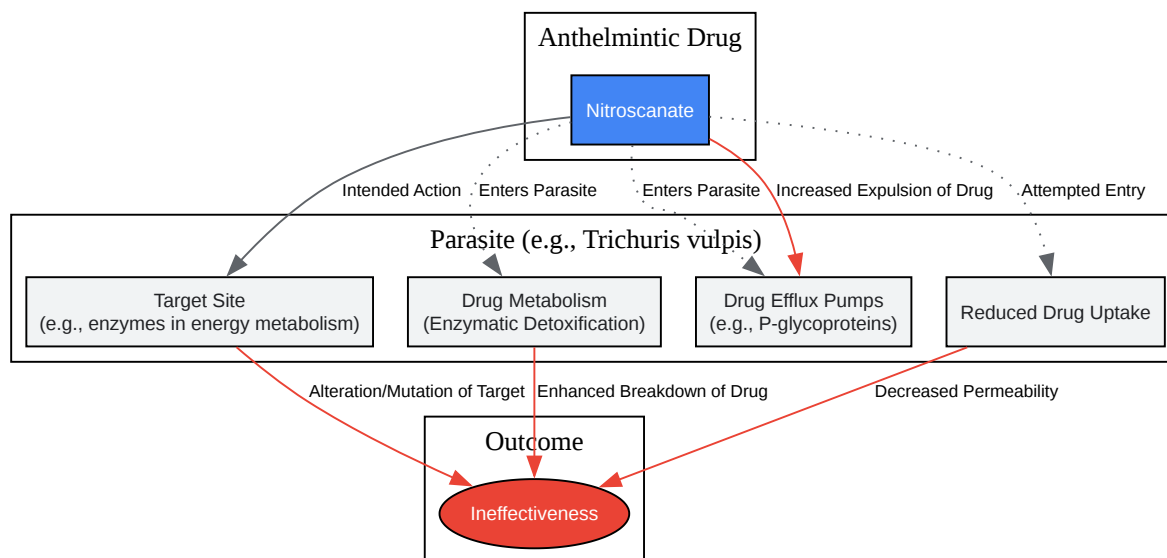 Anthelmintic Drug
Nitroscanate
Intended Action
Enters Parasite
Enters Parasite
Increased Expulsion of Drug
Attempted Entry
Parasite (e.g., Trichuris vulpis)
Target Site
(e.g., enzymes in energy metabolism)
Drug Metabolism
(Enzymatic Detoxification)
Drug Efflux Pumps
(e.g., P-glycoproteins)
Reduced Drug Uptake
Alteration/Mutation of Target
Enhanced Breakdown of Drug
Decreased Permeability
Outcome
Ineffectiveness